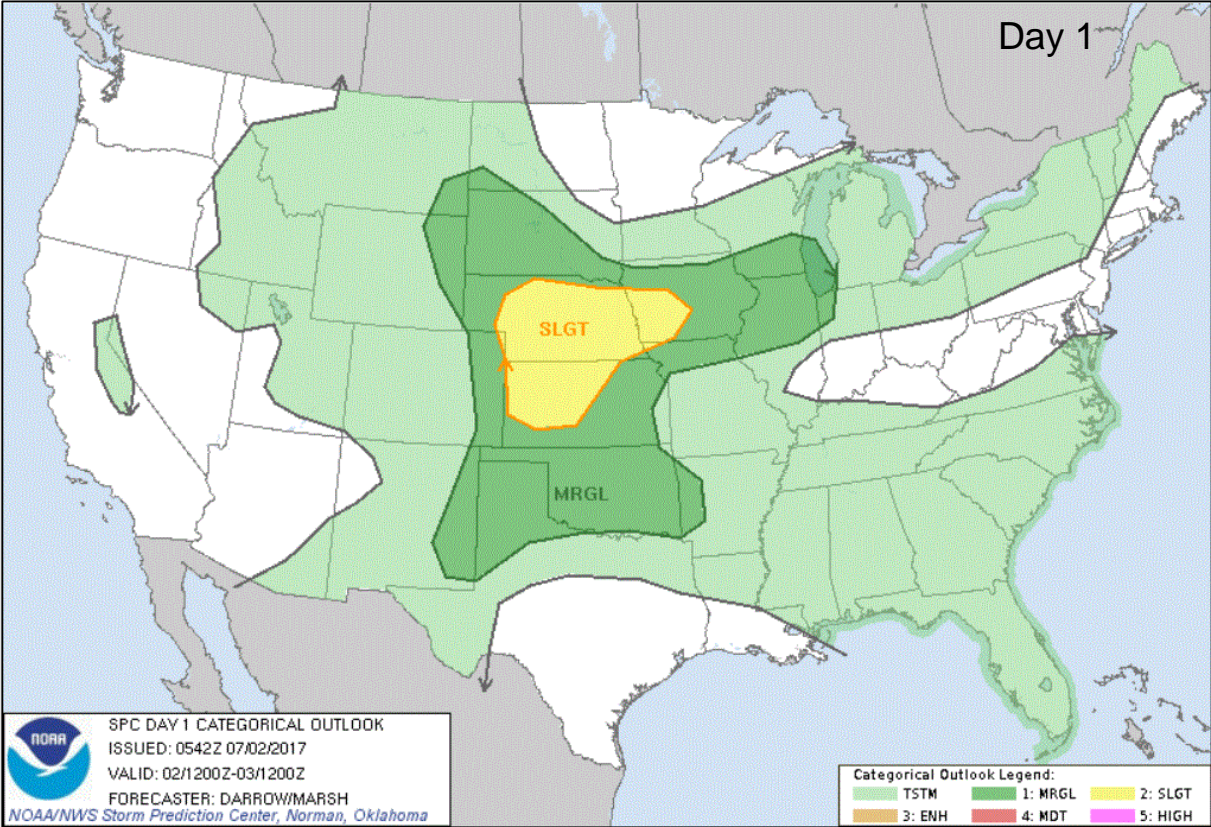 Day 1
SLGT
MRGL
NOAA
SPC DAY 1 CATEGORICAL OUTLOOK
ISSUED: 0542Z 07/02/2017
VALID: 02/1200Z-03/1200Z
FORECASTER: DARROW/MARSH
NOAA/NWS Storm Prediction Center, Norman, Oklahoma
Categorical Outlook Legend:
TSTM 1: MRGL 2: SLGT
3: ENH 4: MDT 5: HIGH